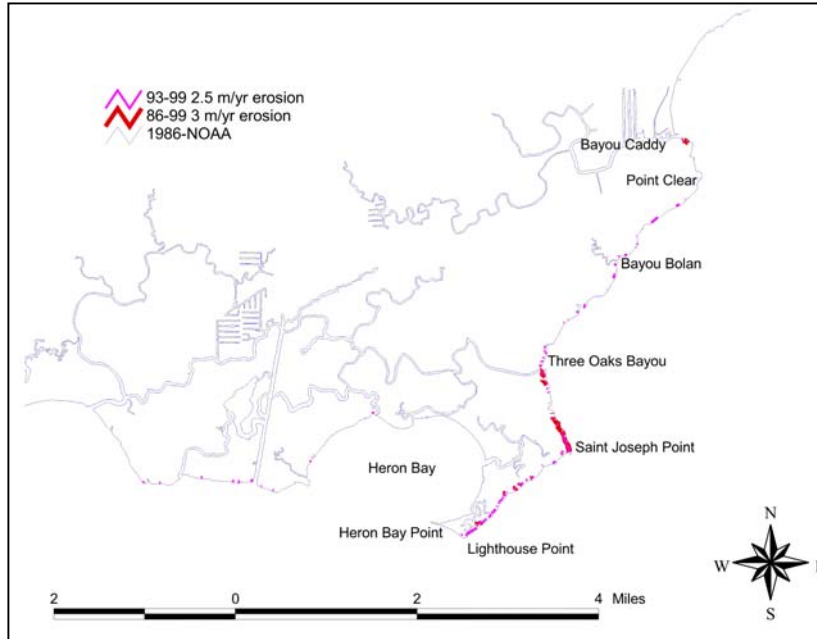 93-99 2.5 m/yr erosion
86-99 3 m/yr erosion
1986-NOAA
Bayou Caddy
Point Clear
Bayou Bolan
Three Oaks Bayou
Saint Joseph Point
Heron Bay
Heron Bay Point
Lighthouse Point
N
W
S
2 0 2 4 Miles